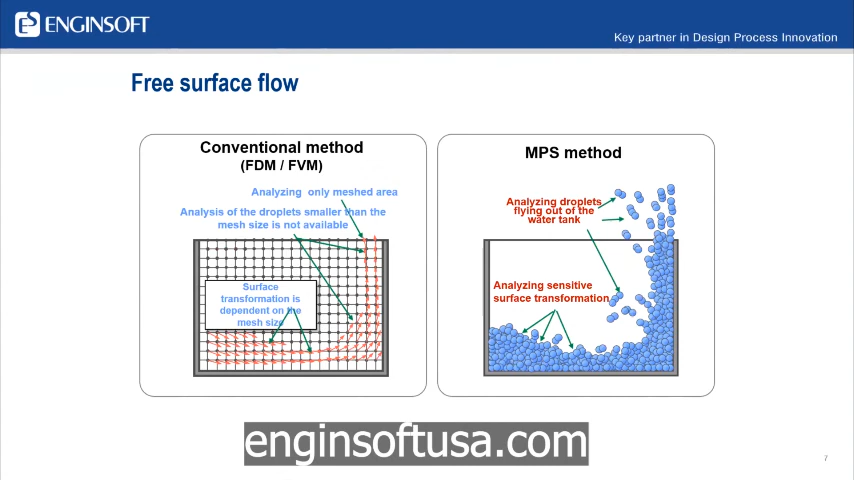 ES ENGINSOFT
Key partner in Design Process Innovation
Free surface flow
Conventional method
(FDM / FVM)
Analyzing only meshed area
Analysis of the droplets smaller than the
mesh size is not available
Surface
transformation is
dependent on the
mesh size
MPS method
Analyzing droplets
flying out of the
water tank
Analyzing sensitive
surface transformation
enginsoftusa.com
7